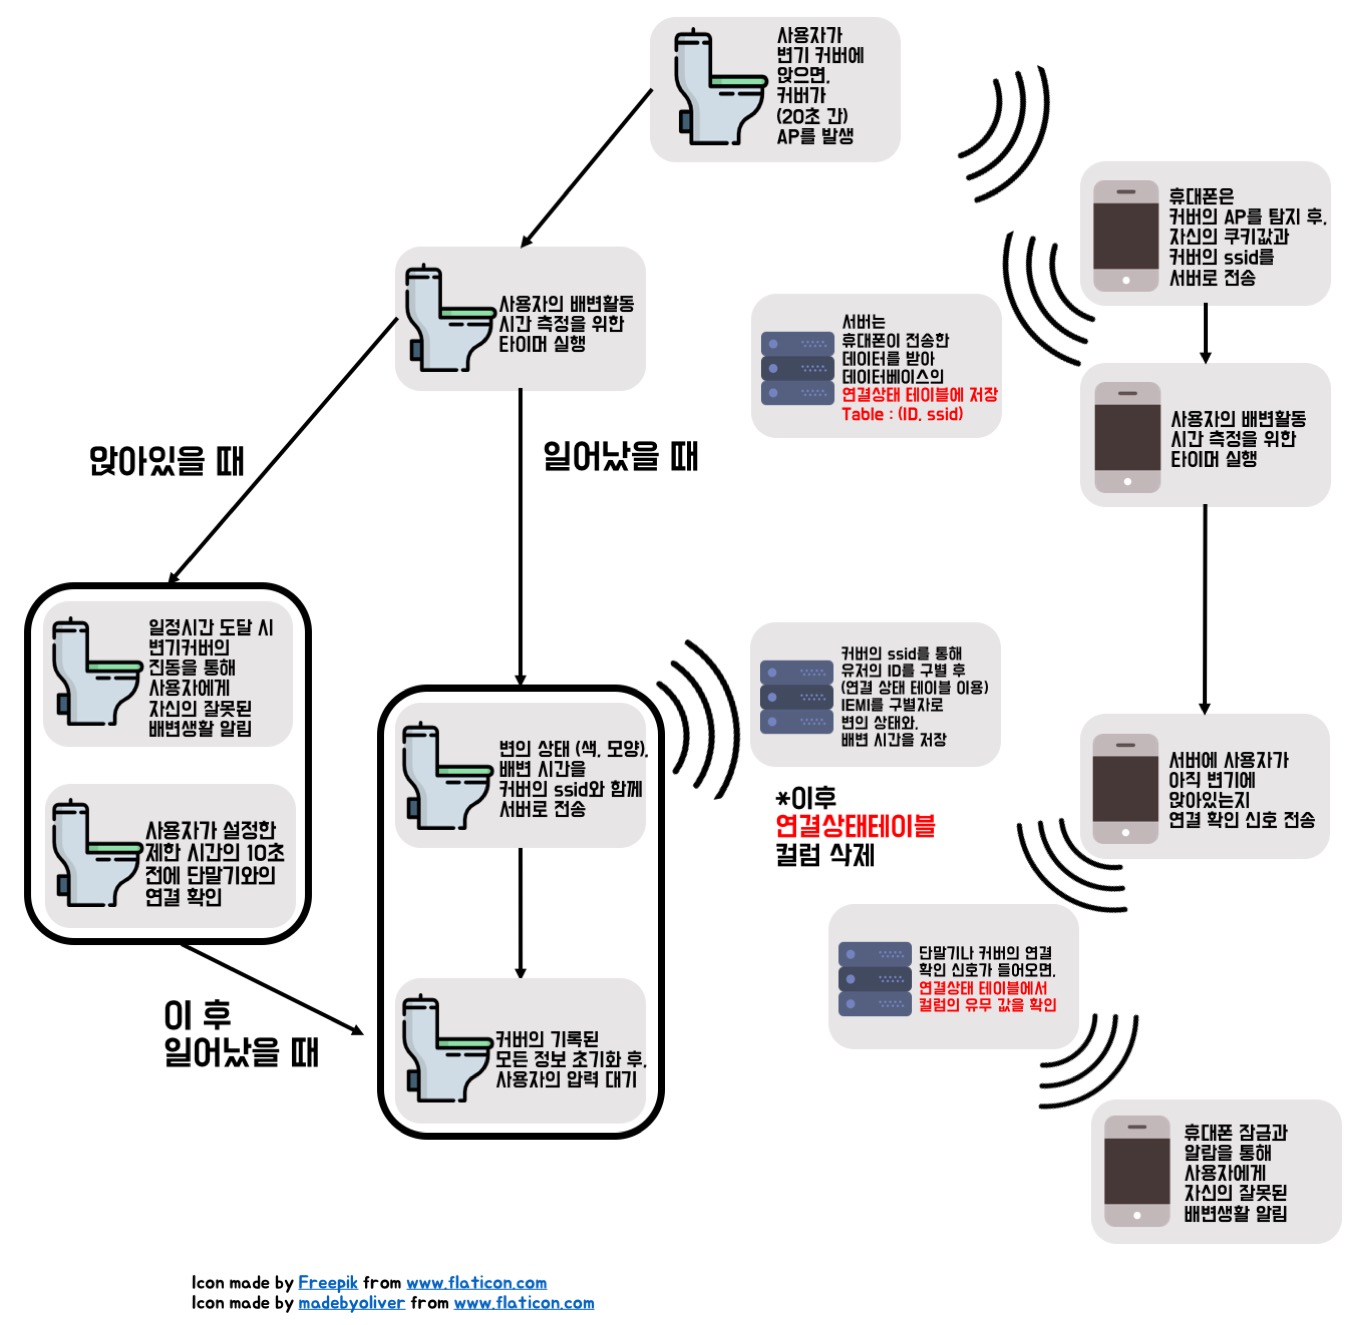 사용자가
변기 커버에
앉으면,
커버가
(20초 간)
AP를 발생
휴대폰은
커버의 AP를 탐지 후,
자신의 쿠키값과
커버의 ssid를
서버로 전송
사용자의 배변활동
시간 측정을 위한
타이머 실행
서버는
휴대폰이 전송한
데이터를 받아
데이터베이스의
연결상태 테이블에 저장
Table : (ID, ssid)
사용자의 배변활동
시간 측정을 위한
타이머 실행
앉아있을 때
일어났을 때
일정시간 도달 시
변기커버의
진동을 통해
사용자에게
자신의 잘못된
배변생활 알림
사용자가 설정한
제한 시간의 10초
전에 단말기와의
연결 확인
변의 상태 (색, 모양),
배변 시간을
커버의 ssid와 함께
서버로 전송
커버의 ssid를 통해
유저의 ID를 구별 후
(연결 상태 테이블 이용)
IEMI를 구별자로
변의 상태와,
배변 시간을 저장
*이후
연결상태테이블
컬럼 삭제
서버에 사용자가
아직 변기에
앉아있는지
연결 확인 신호 전송
단말기나 커버의 연결
확인 신호가 들어오면,
연결상태 테이블에서
컬럼의 유무 값을 확인
이 후
일어났을 때
커버의 기록된
모든 정보 초기화 후,
사용자의 압력 대기
휴대폰 잠금과
알람을 통해
사용자에게
자신의 잘못된
배변생활 알림
Icon made by Freepik from www.flaticon.com
Icon made by madebyoliver from www.flaticon.com